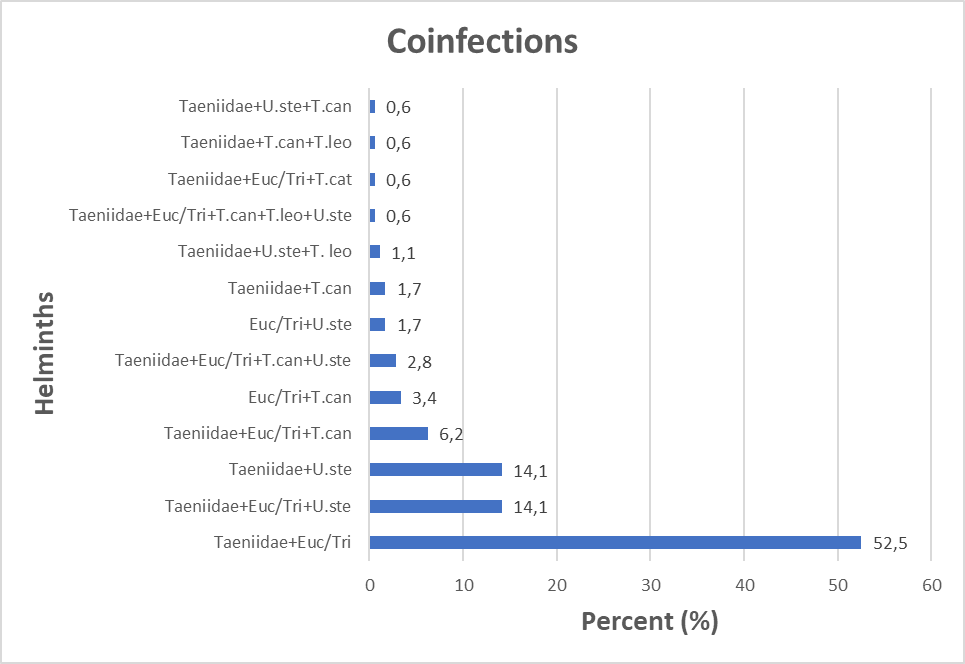 Coinfections
Helminths
Taeniidae+U.ste+T.can 0,6
Taeniidae+T.can+T.leo 0,6
Taeniidae+Euc/Tri+T.cat 0,6
Taeniidae+Euc/Tri+T.can+T.leo+U.ste 0,6
Taeniidae+U.ste+T. leo 1,1
Taeniidae+T.can 1,7
Euc/Tri+U.ste 1,7
Taeniidae+Euc/Tri+T.can+U.ste 2,8
Euc/Tri+T.can 3,4
Taeniidae+Euc/Tri+T.can 6,2
Taeniidae+U.ste 14,1
Taeniidae+Euc/Tri+U.ste 14,1
Taeniidae+Euc/Tri 52,5
0 10 20 30 40 50 60
Percent (%)